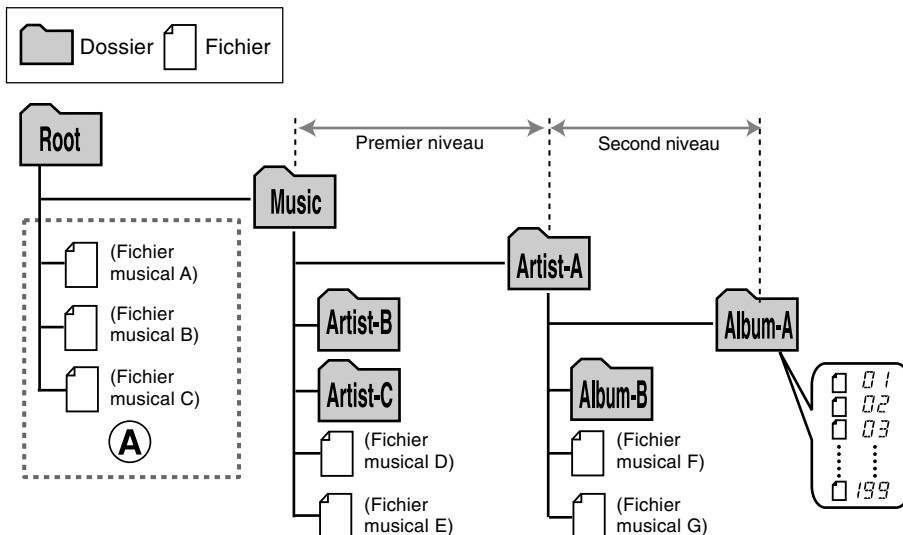 Dossier
Fichier
Root
Premier niveau
Second niveau
Music
(Fichier
musical A)
(Fichier
musical B)
(Fichier
musical C)
A
Artist-A
Artist-B
Artist-C
(Fichier
musical D)
(Fichier
musical E)
Album-A
Album-B
(Fichier
musical F)
(Fichier
musical G)
01
02
03
199